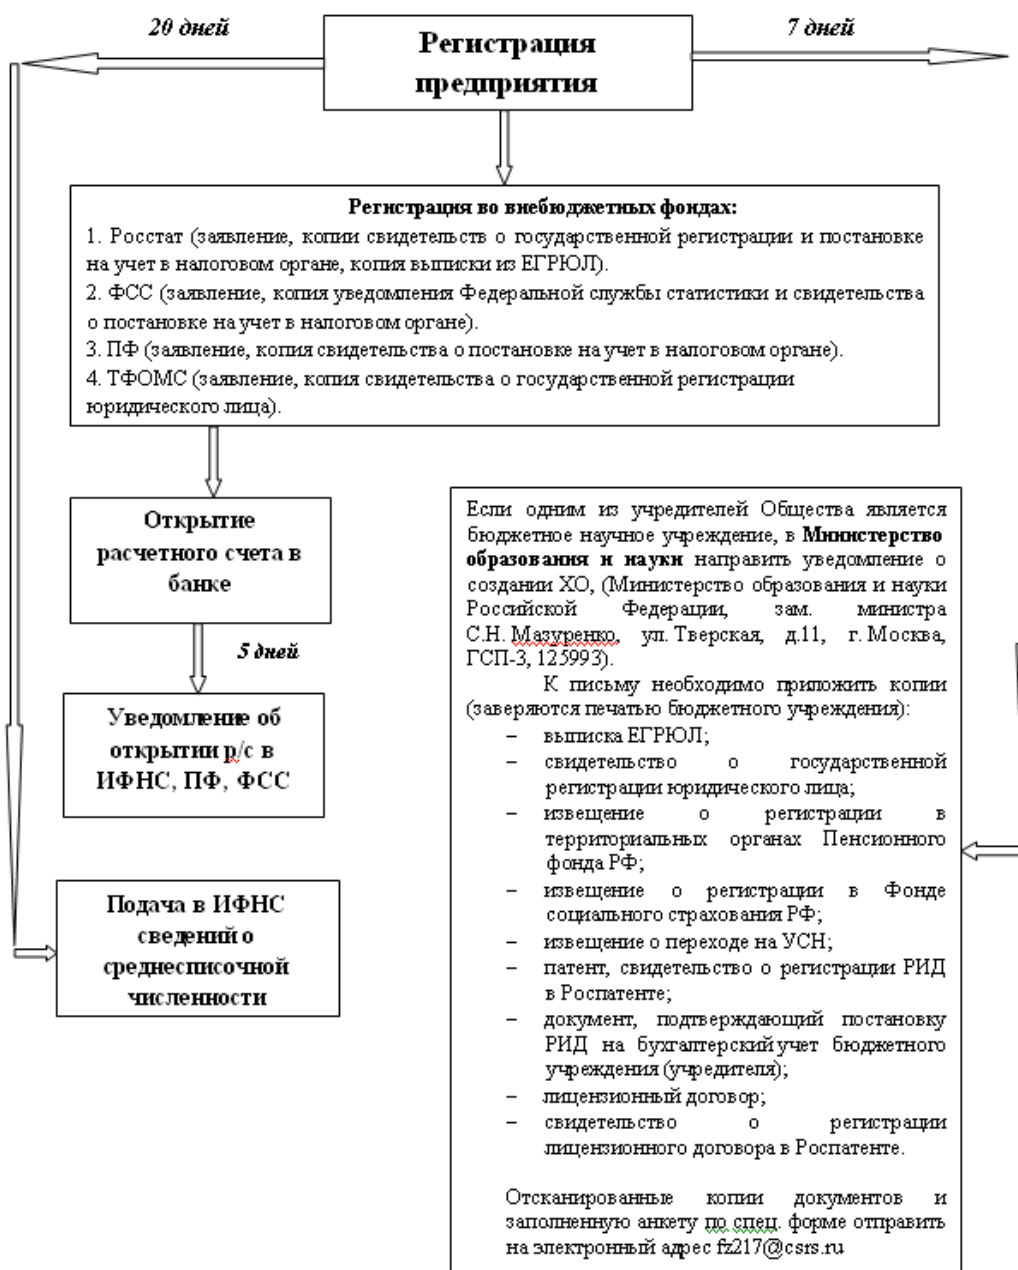 20 дней
7 дней
Регистрация
предприятия
Регистрация во внебюджетных фондах:
1. Росстат (заявление, копии свидетельств о государственной регистрации и постановке
на учет в налоговом органе, копия выписки из ЕГРЮЛ).
2. ФСС (заявление, копия уведомления Федеральной службы статистики и свидетельства
о постановке на учет в налоговом органе).
3. ПФ (заявление, копия свидетельства о постановке на учет в налоговом органе).
4. ТФОМС (заявление, копия свидетельства о государственной регистрации
юридического лица).
Открытие
расчетного счета в
банке
5 дней
Уведомление об
открытии р/с в
ИФНС, ПФ, ФСС
Подача в ИФНС
сведений о
среднесписочной
численности
Если одним из учредителей Общества является
бюджетное научное учреждение, в Министерство
образования и науки направить уведомление о
создании ХО, (Министерство образования и науки
Российской Федерации, зам. министра
С.Н. Мазуренко, ул. Тверская, д.11, г. Москва,
ГСП-3, 125993).
К письму необходимо приложить копии
(заверяются печатью бюджетного учреждения):
– выписка ЕГРЮЛ;
– свидетельство о государственной
регистрации юридического лица;
– извещение о регистрации в
территориальных органах Пенсионного
фонда РФ;
– извещение о регистрации в Фонде
социального страхования РФ;
– извещение о переходе на УСН;
– патент, свидетельство о регистрации РИД
в Роспатенте;
– документ, подтверждающий постановку
РИД на бухгалтерский учет бюджетного
учреждения (учредителя);
– лицензионный договор;
– свидетельство о регистрации
лицензионного договора в Роспатенте.
Отсканированные копии документов и
заполненную анкету по спец. форме отправить
на электронный адрес fz217@csrs.ru